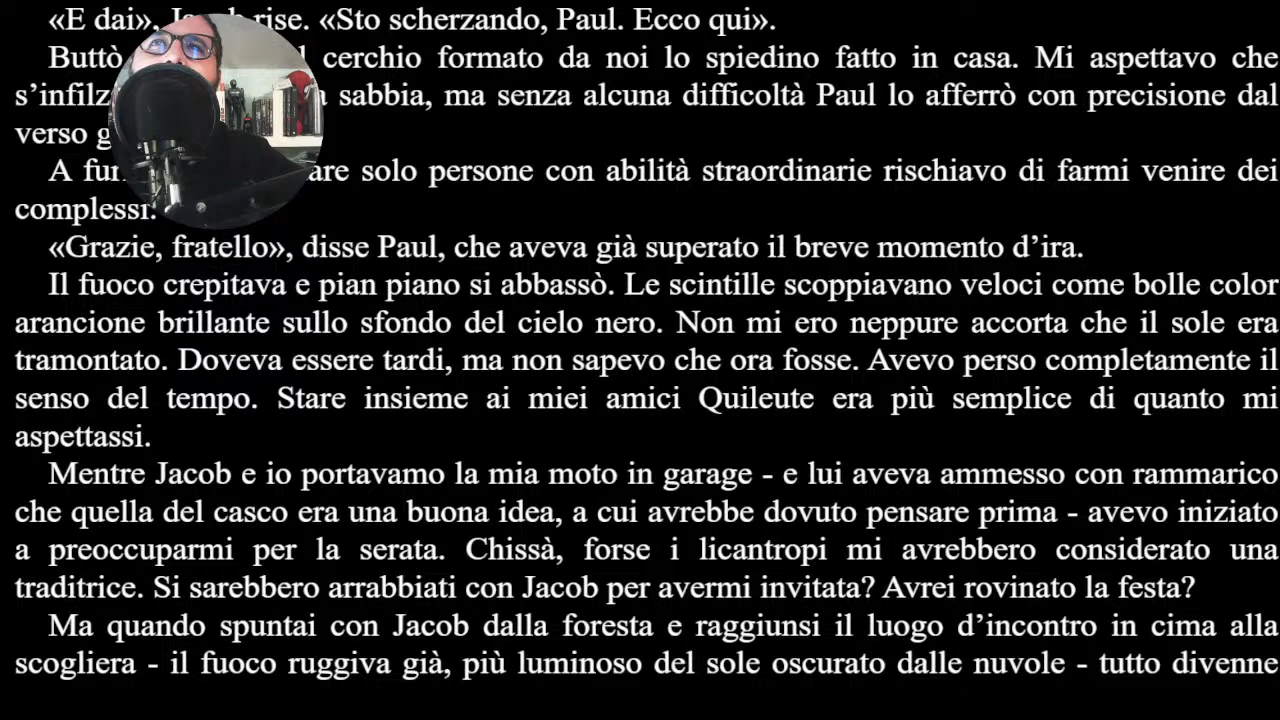 «E dai», Jacob rise. «Sto scherzando, Paul. Ecco qui».
Buttò cerchio formato da noi lo spiedino fatto in casa. Mi aspettavo che
s’infilz sabbia, ma senza alcuna difficoltà Paul lo afferrò con precisione dal
verso g
A fur are solo persone con abilità straordinarie rischiavo di farmi venire dei
complessi.
«Grazie, fratello», disse Paul, che aveva già superato il breve momento d’ira.
Il fuoco crepitava e pian piano si abbassò. Le scintille scoppiavano veloci come bolle color
arancione brillante sullo sfondo del cielo nero. Non mi ero neppure accorta che il sole era
tramontato. Doveva essere tardi, ma non sapevo che ora fosse. Avevo perso completamente il
senso del tempo. Stare insieme ai miei amici Quileute era più semplice di quanto mi
aspettassi.
Mentre Jacob e io portavamo la mia moto in garage - e lui aveva ammesso con rammarico
che quella del casco era una buona idea, a cui avrebbe dovuto pensare prima - avevo iniziato
a preoccuparmi per la serata. Chissà, forse i licantropi mi avrebbero considerato una
traditrice. Si sarebbero arrabbiati con Jacob per avermi invitata? Avrei rovinato la festa?
Ma quando spuntai con Jacob dalla foresta e raggiunsi il luogo d’incontro in cima alla
scogliera - il fuoco ruggiva già, più luminoso del sole oscurato dalle nuvole - tutto divenne